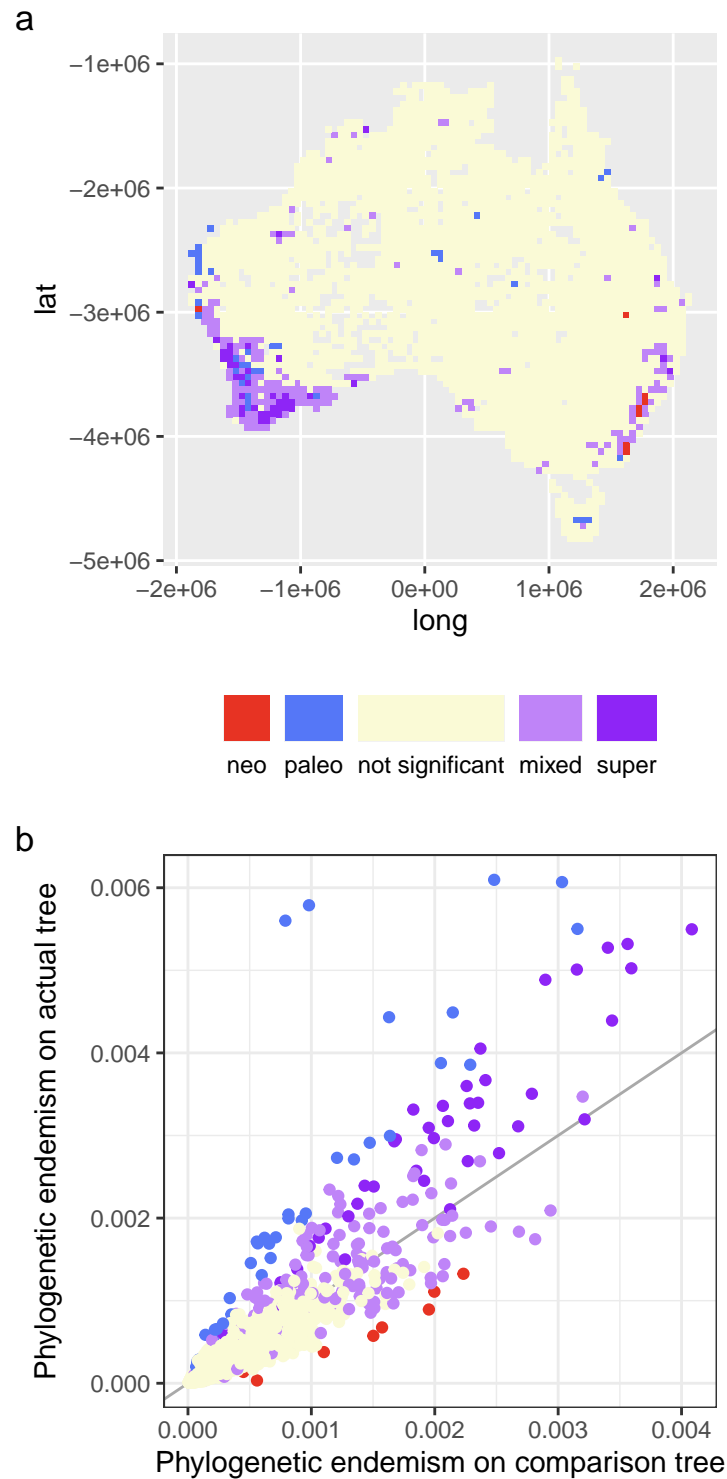 a
−1e+06
−2e+06
−3e+06
−4e+06
−5e+06
lat
−2e+06 −1e+06 0e+00 1e+06 2e+06
long
neo paleo not significant mixed super
b
0.006
0.004
0.002
0.000
Phylogenetic endemism on actual tree
0.000 0.001 0.002 0.003 0.004
Phylogenetic endemism on comparison tree